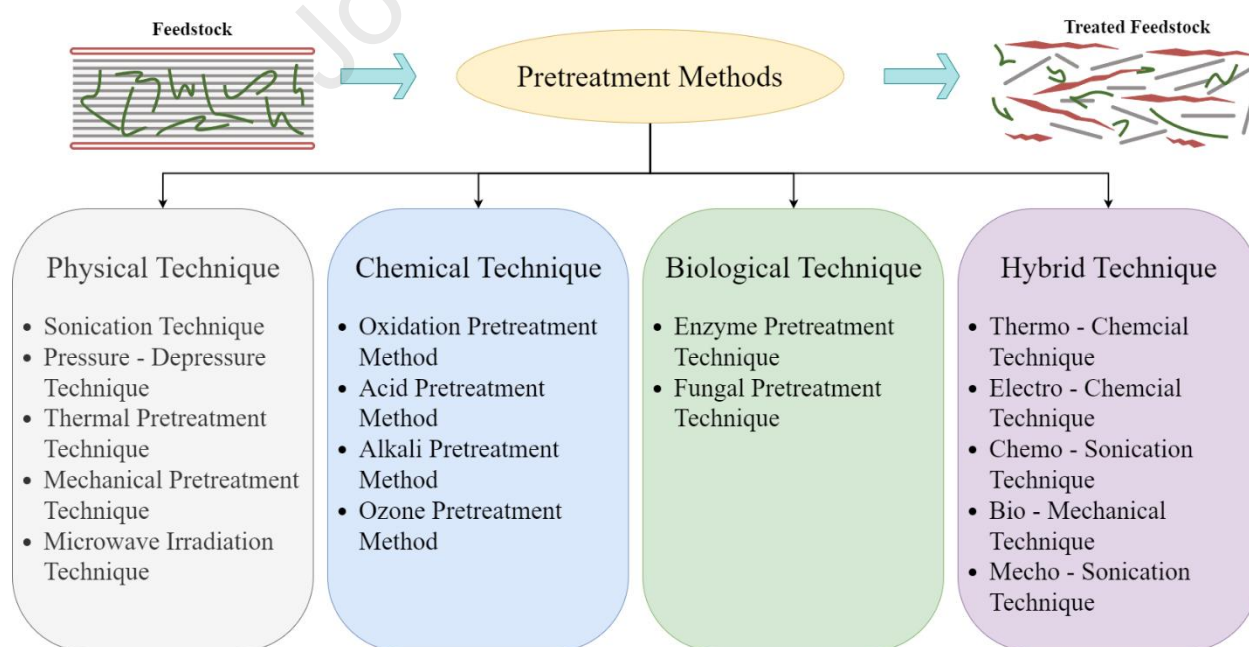 Feedstock
Treated Feedstock
Jo
Pretreatment Methods
Physical Technique
• Sonication Technique
• Pressure - Depressure
Technique
• Thermal Pretreatment
Technique
• Mechanical Pretreatment
Technique
• Microwave Irradiation
Technique
Chemical Technique
• Oxidation Pretreatment
Method
• Acid Pretreatment
Method
• Alkali Pretreatment
Method
• Ozone Pretreatment
Method
Biological Technique
• Enzyme Pretreatment
Technique
• Fungal Pretreatment
Technique
Hybrid Technique
• Thermo - Chemcial
Technique
• Electro - Chemcial
Technique
• Chemo - Sonication
Technique
• Bio - Mechanical
Technique
• Mecho - Sonication
Technique